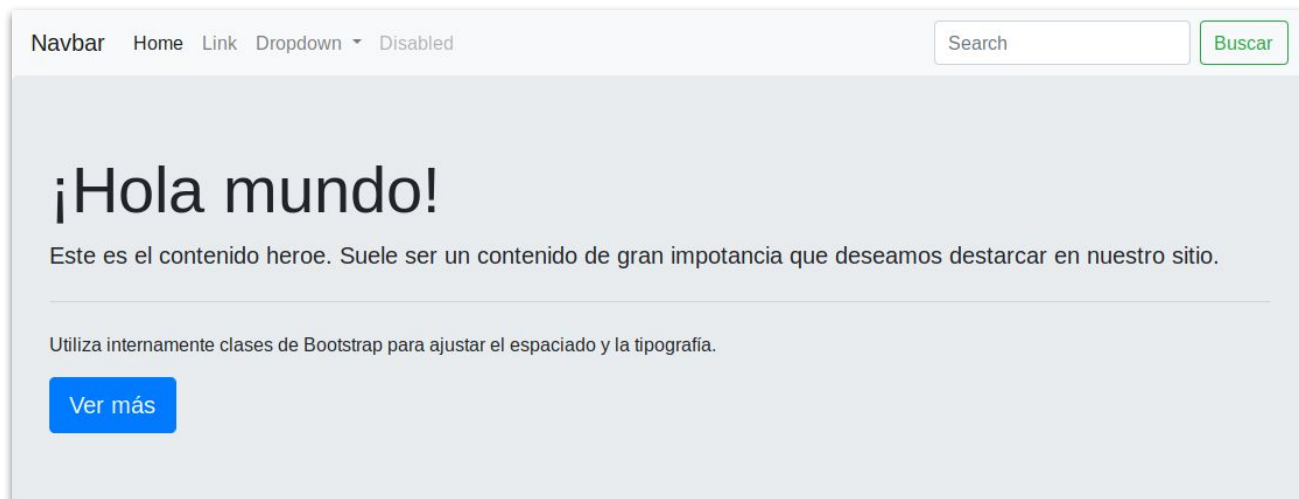 Navbar Home Link Dropdown Disabled Search Buscar
¡Hola mundo!
Este es el contenido heroe. Suele ser un contenido de gran impotancia que deseamos destarcar en nuestro sitio.
Utiliza internamente clases de Bootstrap para ajustar el espaciado y la tipografía.
Ver más